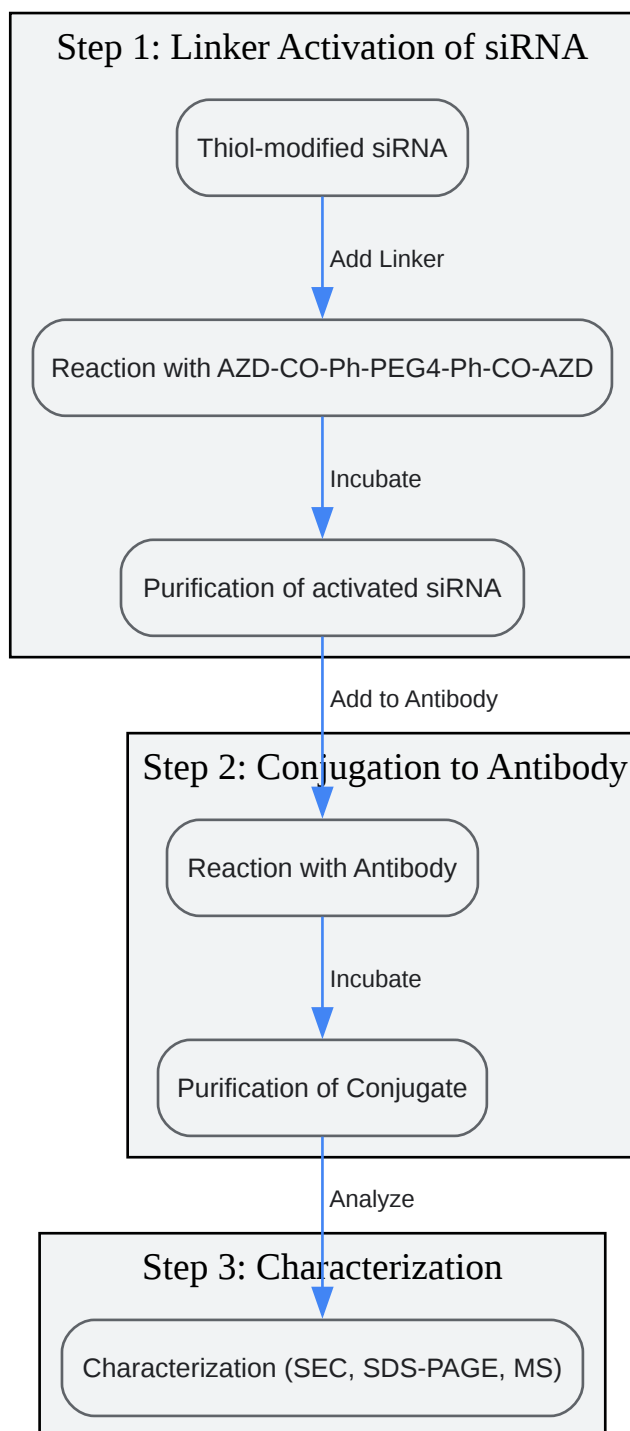 Step 1: Linker Activation of siRNA
Thiol-modified siRNA
Add Linker
Reaction with AZD-CO-Ph-PEG4-Ph-CO-AZD
Incubate
Purification of activated siRNA
Add to Antibody
Step 2: Conjugation to Antibody
Reaction with Antibody
Incubate
Purification of Conjugate
Analyze
Step 3: Characterization
Characterization (SEC, SDS-PAGE, MS)